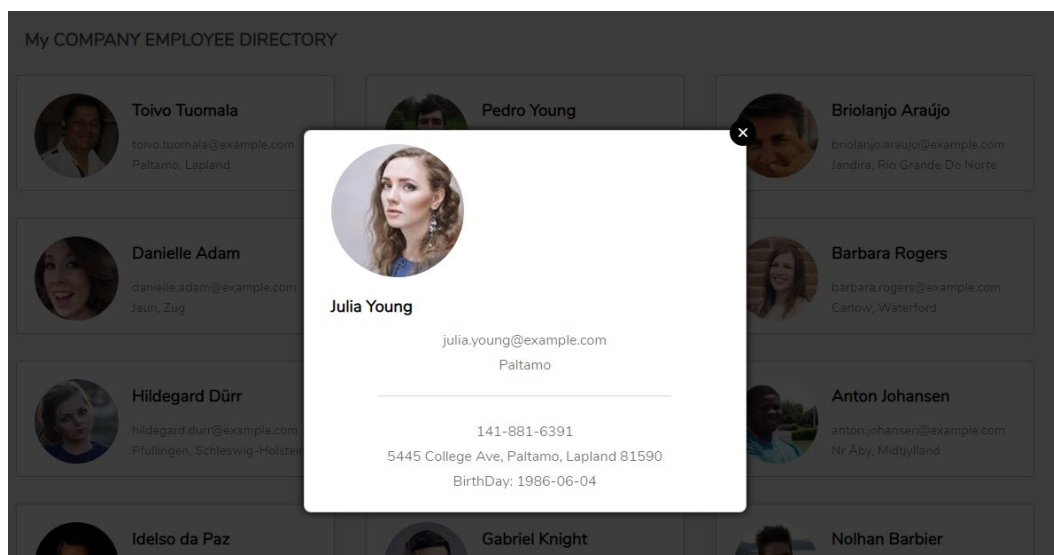 My COMPANY EMPLOYEE DIRECTORY
Toivo Tuomala
toivo.tuomala@example.com
Paltamo, Lapland
Pedro Young
Briolanjo Araújo
briolanjo.araujo@example.com
Jandira, Rio Grande Do Norte
Danielle Adam
danielle.adam@example.com
Jaun, Zug
Barbara Rogers
barbara.rogers@example.com
Carlow, Waterford
Hildegard Dürr
hildegard.durr@example.com
Pfullingen, Schleswig-Holstei
Anton Johansen
anton.johansen@example.com
Nr Åby, Midtjylland
Idelso da Paz
Gabriel Knight
Nolhan Barbier
×
Julia Young
julia.young@example.com
Paltamo
141-881-6391
5445 College Ave, Paltamo, Lapland 81590
BirthDay: 1986-06-04